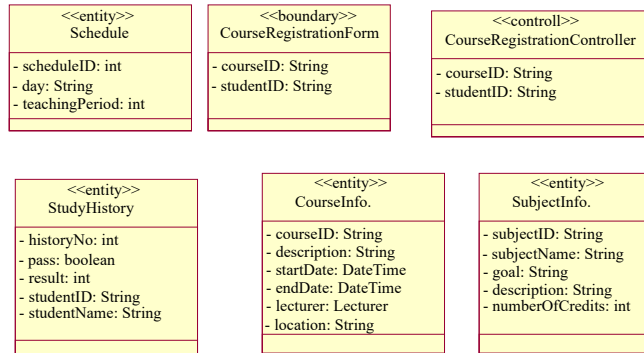 <<entity>>
Schedule
- scheduleID: int
- day: String
- teachingPeriod: int
<<boundary>>
CourseRegistrationForm
- courseID: String
- studentID: String
<<controll>>
CourseRegistrationController
- courseID: String
- studentID: String
<<entity>>
StudyHistory
- historyNo: int
- pass: boolean
- result: int
- studentID: String
- studentName: String
<<entity>>
CourseInfo.
- courseID: String
- description: String
- startDate: DateTime
- endDate: DateTime
- lecturer: Lecturer
- location: String
<<entity>>
SubjectInfo.
- subjectID: String
- subjectName: String
- goal: String
- description: String
- numberOfCredits: int